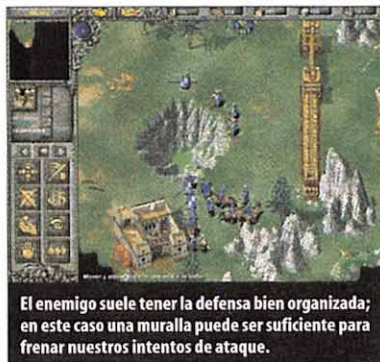 El enemigo suele tener la defensa bien organizada;
en este caso una muralla puede ser suficiente para
frenar nuestros intentos de ataque.